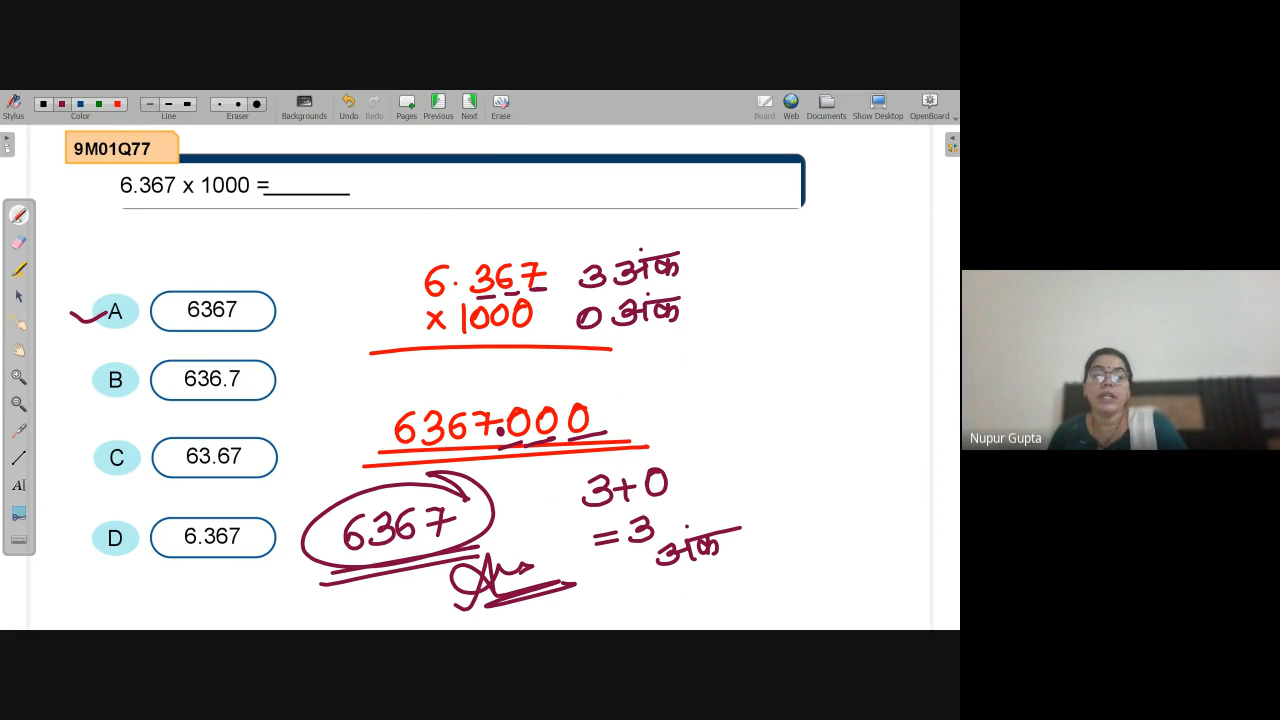 Stylus
Color
Line
Eraser
Backgrounds
Undo
Redo
Pages
Previous
Next
Erase
Board
Web
Documents
Show Desktop
OpenBoard
9M01Q77
6.367 x 1000 =______
A 6367
B 636.7
C 63.67
D 6.367
6.367 3 अंक
x 1000 0 अंक
6367.000
3+0
= 3 अंक
6367
Ans
Nupur Gupta